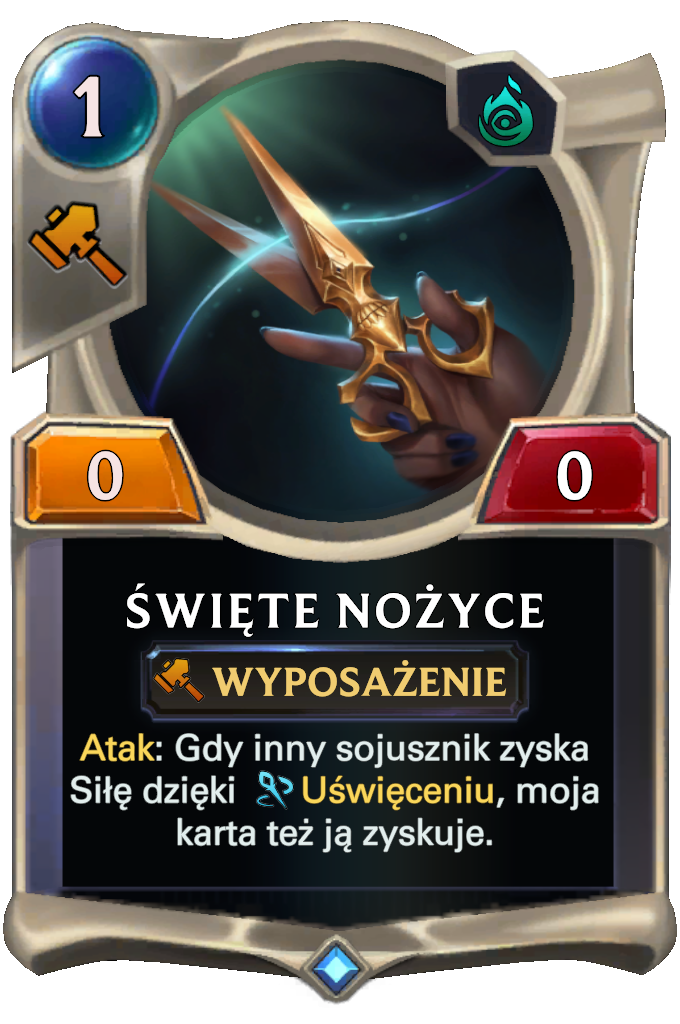 1
0
0
ŚWIĘTE NOŻYCE
WYPOSAŻENIE
Atak: Gdy inny sojusznik zyska
Siłę dzięki Uświęceniu, moja
karta też ją zyskuje.